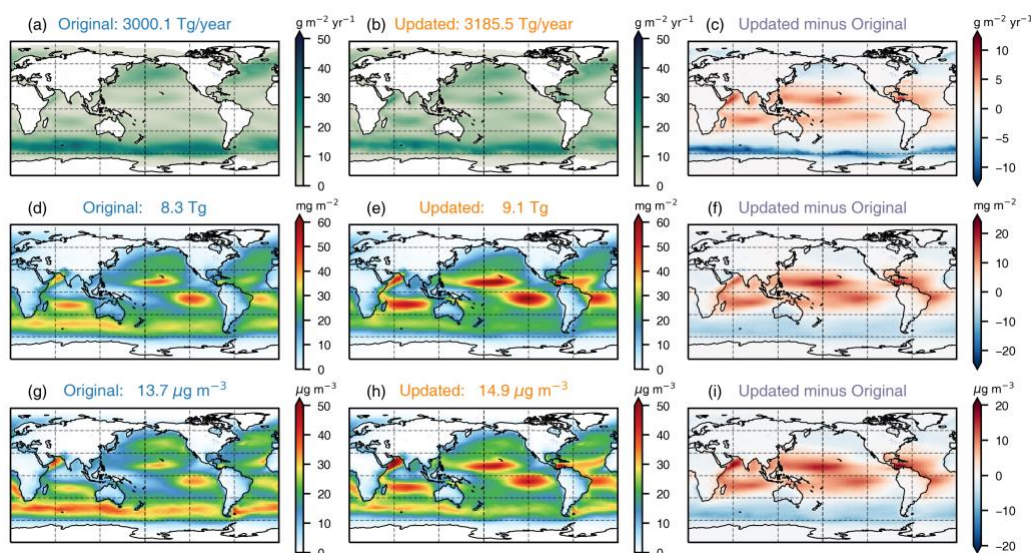 (a) Original: 3000.1 Tg/year g m⁻² yr⁻¹ (b) Updated: 3185.5 Tg/year g m⁻² yr⁻¹ (c) Updated minus Original g m⁻² yr⁻¹
50 50 10
40 40 5
30 30 0
20 20 −5
10 10 −10
0 0
(d) Original: 8.3 Tg mg m⁻² (e) Updated: 9.1 Tg mg m⁻² (f) Updated minus Original mg m⁻²
60 60 20
50 50 10
40 40 0
30 30 −10
20 20 −20
10 10
0 0
(g) Original: 13.7 μg m⁻³ μg m⁻³ (h) Updated: 14.9 μg m⁻³ μg m⁻³ (i) Updated minus Original μg m⁻³
50 50 20
40 40 10
30 30 0
20 20 −10
10 10 −20
0 0